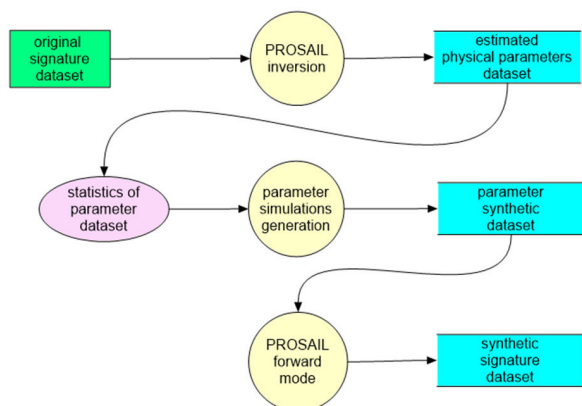 original
signature
dataset
PROSAIL
inversion
estimated
physical parameters
dataset
statistics of
parameter
dataset
parameter
simulations
generation
parameter
synthetic
dataset
PROSAIL
forward
mode
synthetic
signature
dataset